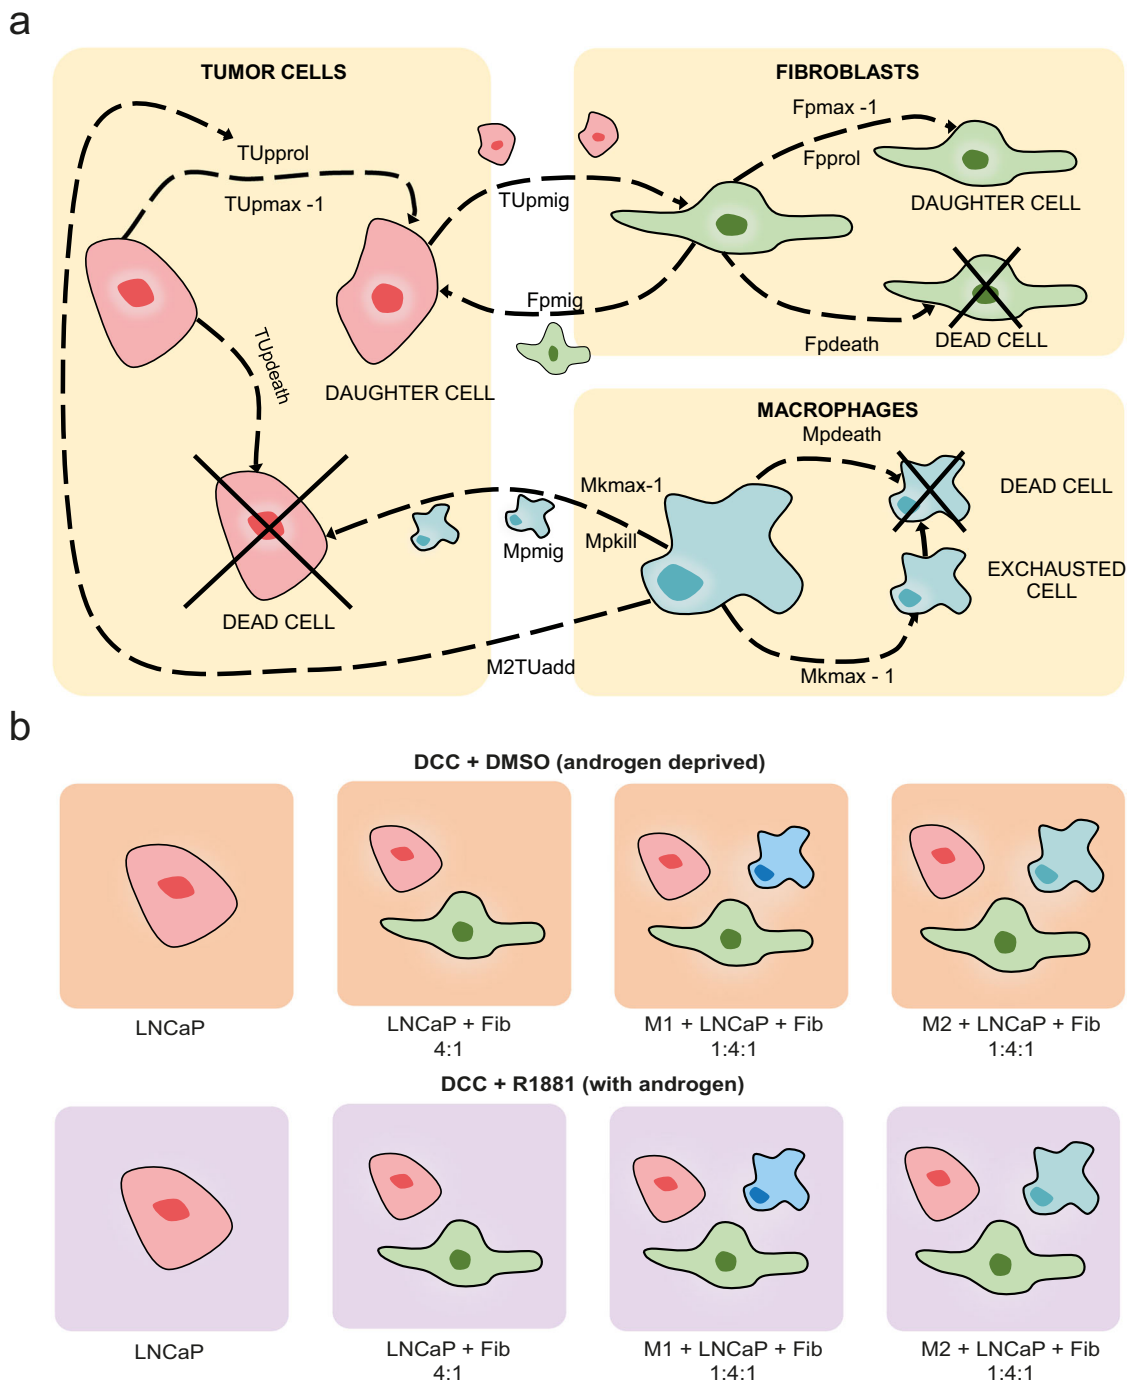 a
TUMOR CELLS
TUpprol
TUpmax -1
TUpdeath
DAUGHTER CELL
DEAD CELL
TUpmig
Fpmig
Mpmig
M2TUadd
FIBROBLASTS
Fpmax -1
Fpprol
DAUGHTER CELL
Fpdeath
DEAD CELL
MACROPHAGES
Mpdeath
Mkmax-1
Mpkill
DEAD CELL
EXCHAUSTED
CELL
Mkmax - 1
b
DCC + DMSO (androgen deprived)
LNCaP
LNCaP + Fib
4:1
M1 + LNCaP + Fib
1:4:1
M2 + LNCaP + Fib
1:4:1
DCC + R1881 (with androgen)
LNCaP
LNCaP + Fib
4:1
M1 + LNCaP + Fib
1:4:1
M2 + LNCaP + Fib
1:4:1